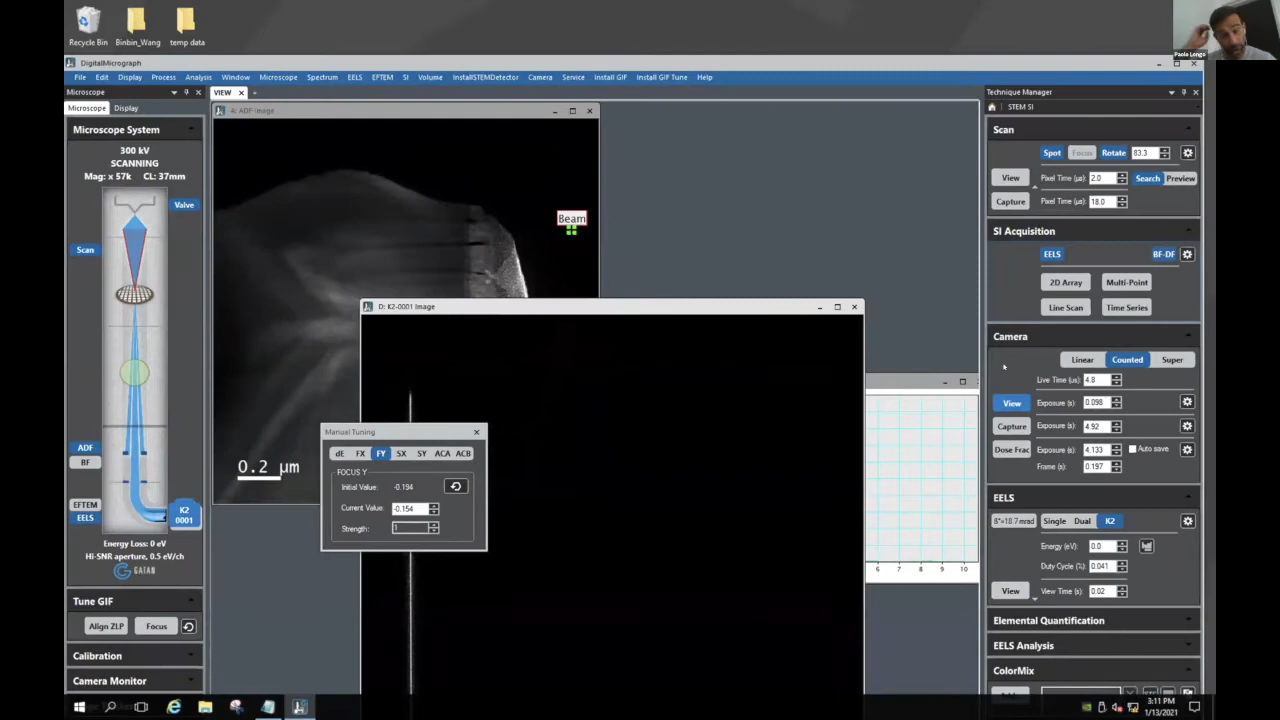 Recycle Bin
Binbin_Wang
temp data
Paolo Longo
DigitalMicrograph
File Edit Display Process Analysis Window Microscope Spectrum EELS EFTEM SI Volume InstallSTEMDetector Camera Service Install GIF Install GIF Tune Help
Microscope
VIEW
Technique Manager
Microscope Display
A: ADF Image
STEM SI
Microscope System
Scan
300 kV
SCANNING
Mag: x 57k CL: 37mm
Spot Focus Rotate 83.3
View Pixel Time (µs): 2.0 Search Preview
Capture Pixel Time (µs): 18.0
Valve
Beam
SI Acquisition
Scan
EELS BF-DF
2D Array Multi-Point
Line Scan Time Series
D: K2-0001 Image
Camera
Linear Counted Super
Live Time (µs): 4.8
View Exposure (s): 0.098
Capture Exposure (s): 4.92
Dose Frac Exposure (s): 4.133 Auto save
Frame (s): 0.197
Manual Tuning
dE FX FY SX SY ACA ACB
FOCUS Y
Initial Value: -0.194
Current Value: -0.154
Strength: 1
ADF
BF
0.2 µm
EELS
EFTEM
EELS
K2
0001
8"=18.7 mrad Single Dual K2
Energy (eV): 0.0
Duty Cycle (%): 0.041
View View Time (s): 0.02
Energy Loss: 0 eV
Hi-SNR aperture, 0.5 eV/ch
GATAN
6 7 8 9 10
Tune GIF
Align ZLP Focus
Elemental Quantification
EELS Analysis
Calibration
ColorMix
Camera Monitor
3:11 PM
1/13/2021